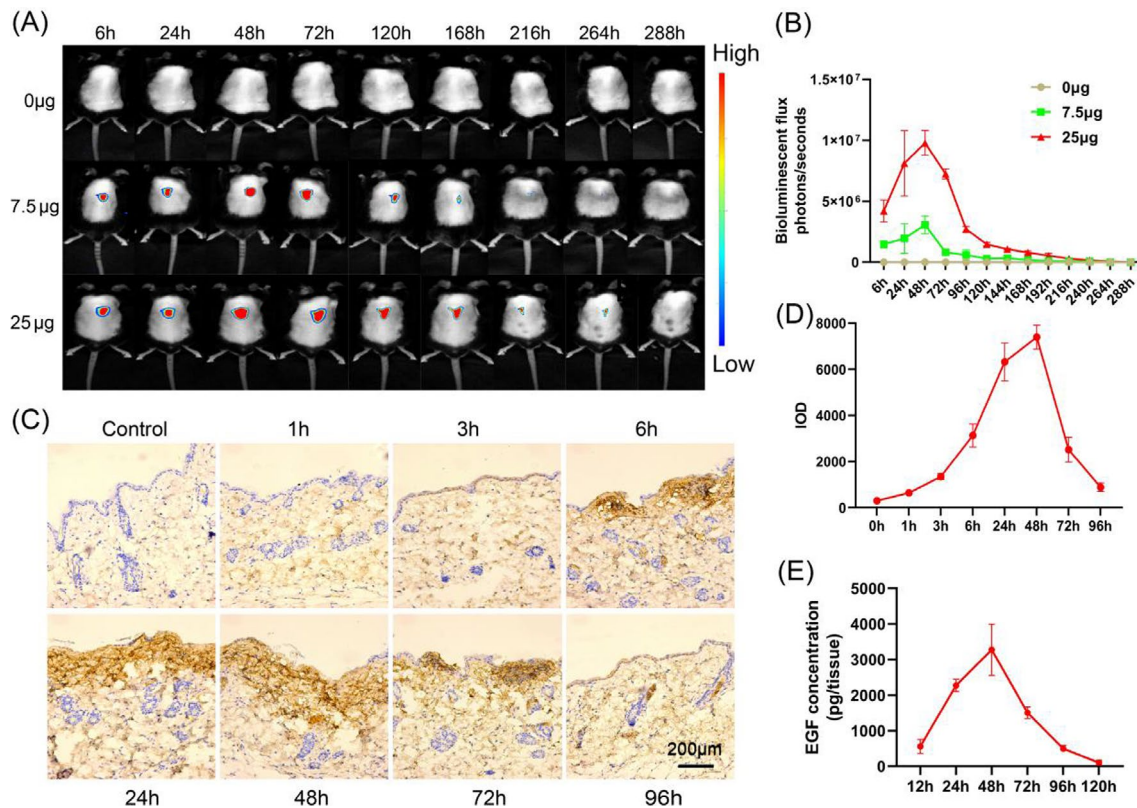 (A)
6h 24h 48h 72h 120h 168h 216h 264h 288h
0μg
7.5μg
25μg
High
Low
(B)
Bioluminescent flux
photons/seconds
1.5×10⁷
1×10⁷
5×10⁶
0
0μg
7.5μg
25μg
6h 24h 48h 72h 96h 120h 144h 168h 192h 216h 240h 264h 288h
(C)
Control 1h 3h 6h
24h 48h 72h 96h
200μm
(D)
IOD
8000
6000
4000
2000
0
0h 1h 3h 6h 24h 48h 72h 96h
(E)
EGF concentration
(pg/tissue)
5000
4000
3000
2000
1000
0
12h 24h 48h 72h 96h 120h